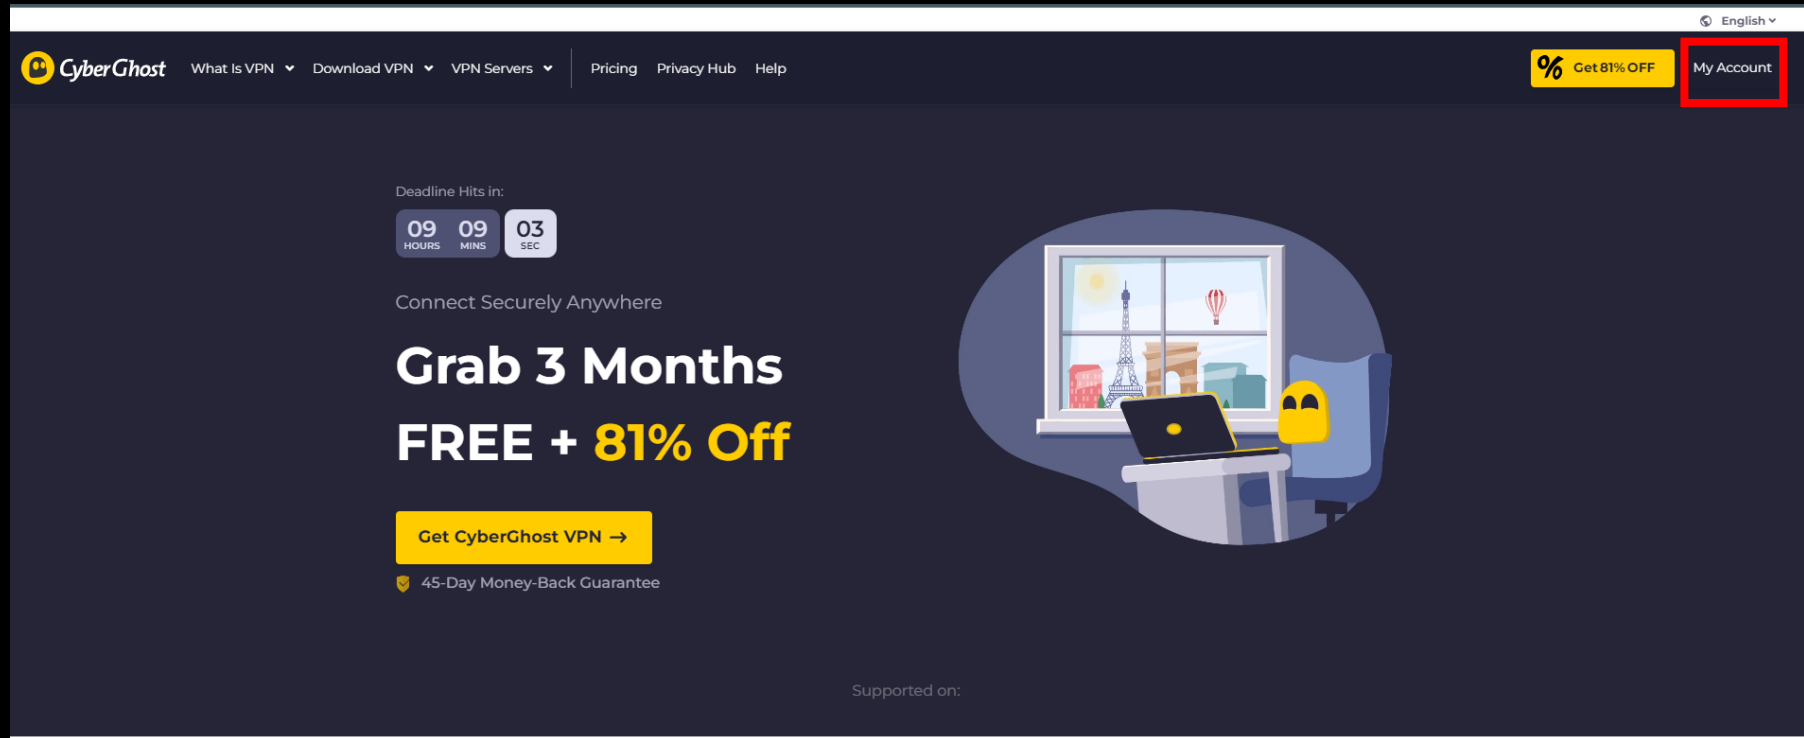 English
CyberGhost What Is VPN Download VPN VPN Servers Pricing Privacy Hub Help % Get 81% OFF My Account
Deadline Hits in:
09 09 03
HOURS MINS SEC
Connect Securely Anywhere
Grab 3 Months
FREE + 81% Off
Get CyberGhost VPN →
45-Day Money-Back Guarantee
Supported on: